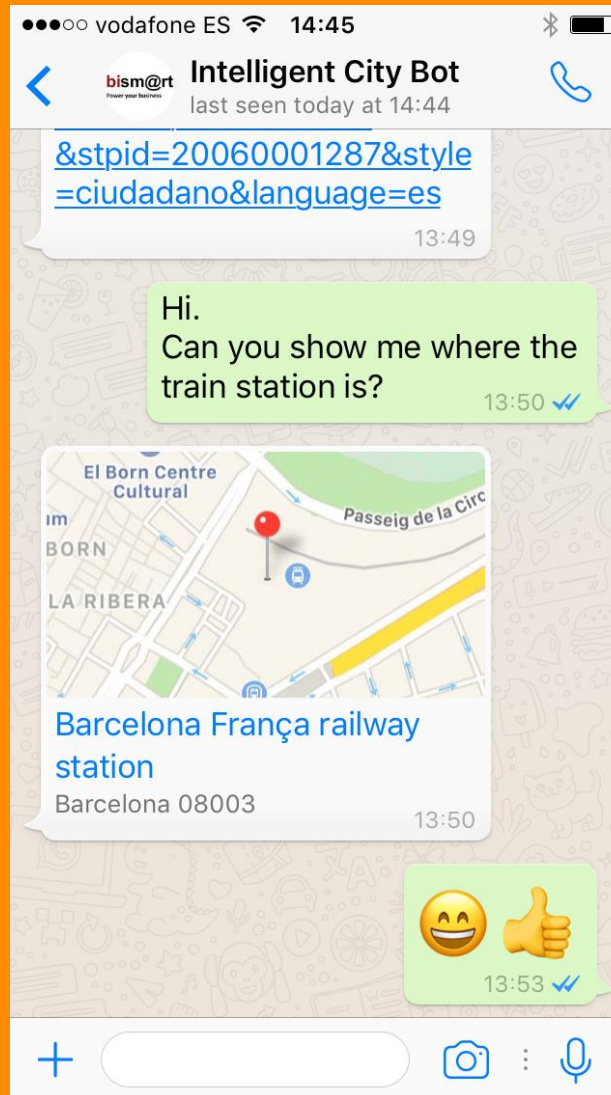 vodafone ES 14:45
bism@rt
Power your business
Intelligent City Bot
last seen today at 14:44
&stpid=20060001287&style
=ciudadano&language=es
13:49
Hi.
Can you show me where the
train station is?
13:50
El Born Centre
Cultural
um
BORN
Passeig de la Circ
LA RIBERA
Barcelona França railway
station
Barcelona 08003
13:50
13:53